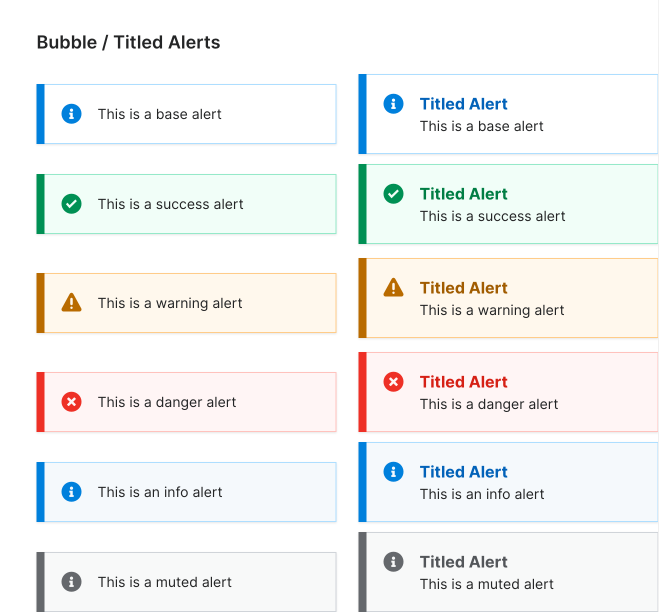 Bubble / Titled Alerts
This is a base alert
Titled Alert
This is a base alert
This is a success alert
Titled Alert
This is a success alert
This is a warning alert
Titled Alert
This is a warning alert
This is a danger alert
Titled Alert
This is a danger alert
This is an info alert
Titled Alert
This is an info alert
This is a muted alert
Titled Alert
This is a muted alert